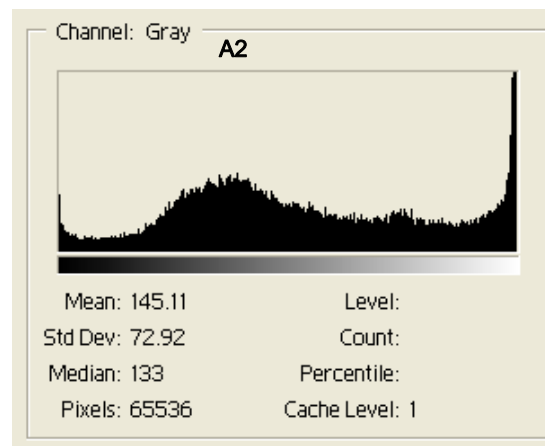 Channel: Gray
A2
Mean: 145.11
Level:
Std Dev: 72.92
Count:
Median: 133
Percentile:
Pixels: 65536
Cache Level: 1